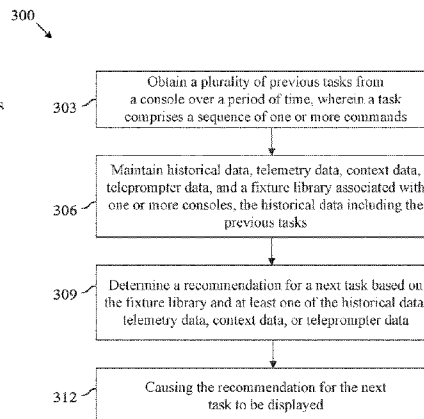 300
s
303
Obtain a plurality of previous tasks from
a console over a period of time, wherein a task
comprises a sequence of one or more commands
306
Maintain historical data, telemetry data, context data,
teleprompter data, and a fixture library associated with
one or more consoles, the historical data including the
previous tasks
309
Determine a recommendation for a next task based on
the fixture library and at least one of the historical data,
telemetry data, context data, or teleprompter data
312
Causing the recommendation for the next
task to be displayed